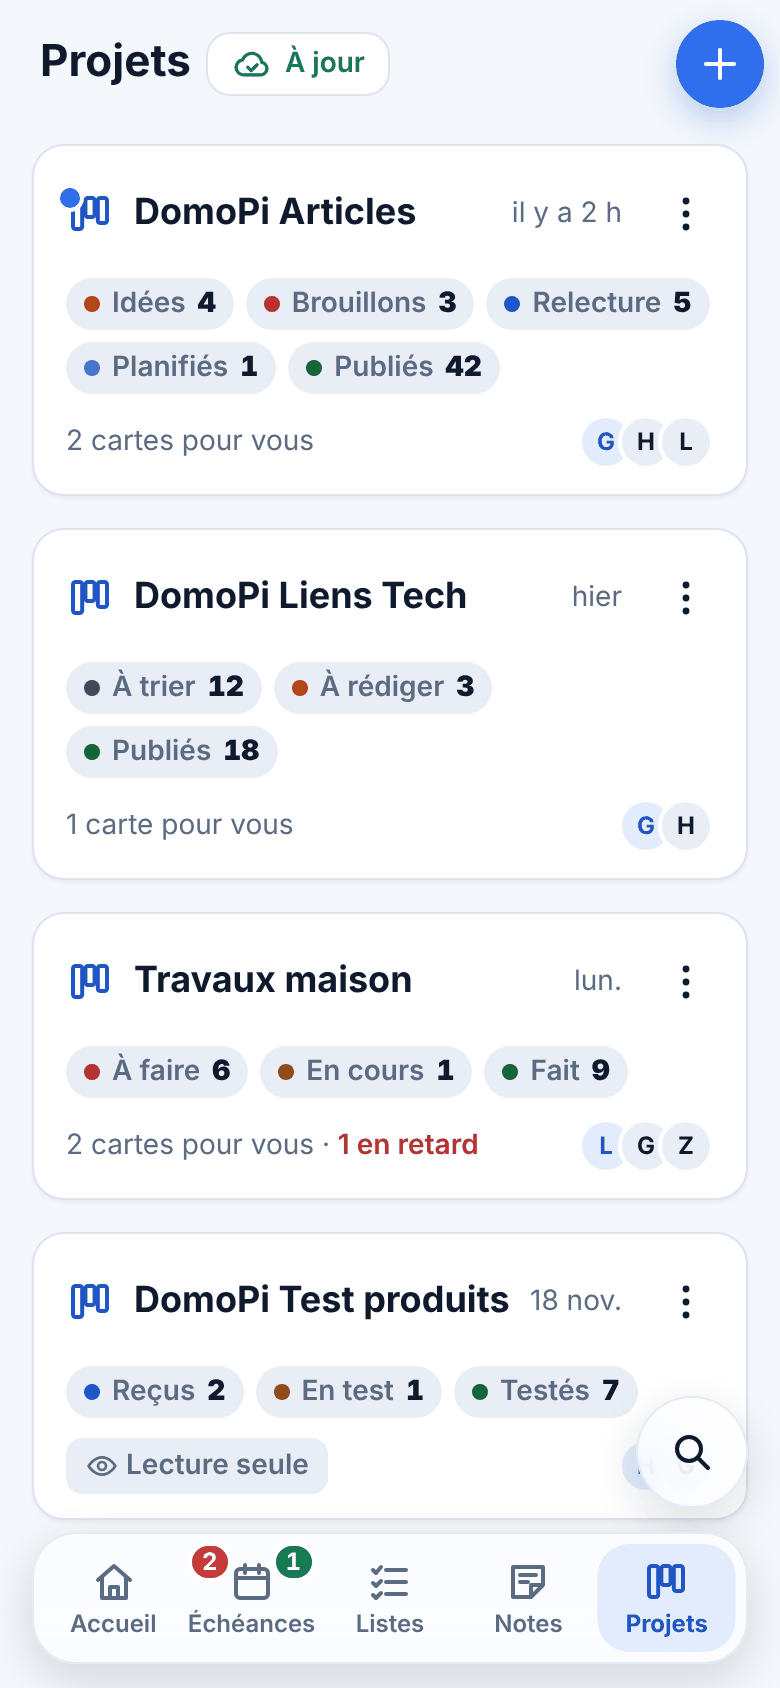 Projets À jour
DomoPi Articles il y a 2 h
Idées 4 Brouillons 3 Relecture 5
Planifiés 1 Publiés 42
2 cartes pour vous G H L
DomoPi Liens Tech hier
À trier 12 À rédiger 3
Publiés 18
1 carte pour vous G H
Travaux maison lun.
À faire 6 En cours 1 Fait 9
2 cartes pour vous · 1 en retard L G Z
DomoPi Test produits 18 nov.
Reçus 2 En test 1 Testés 7
Lecture seule
2 1
Accueil Échéances Listes Notes Projets